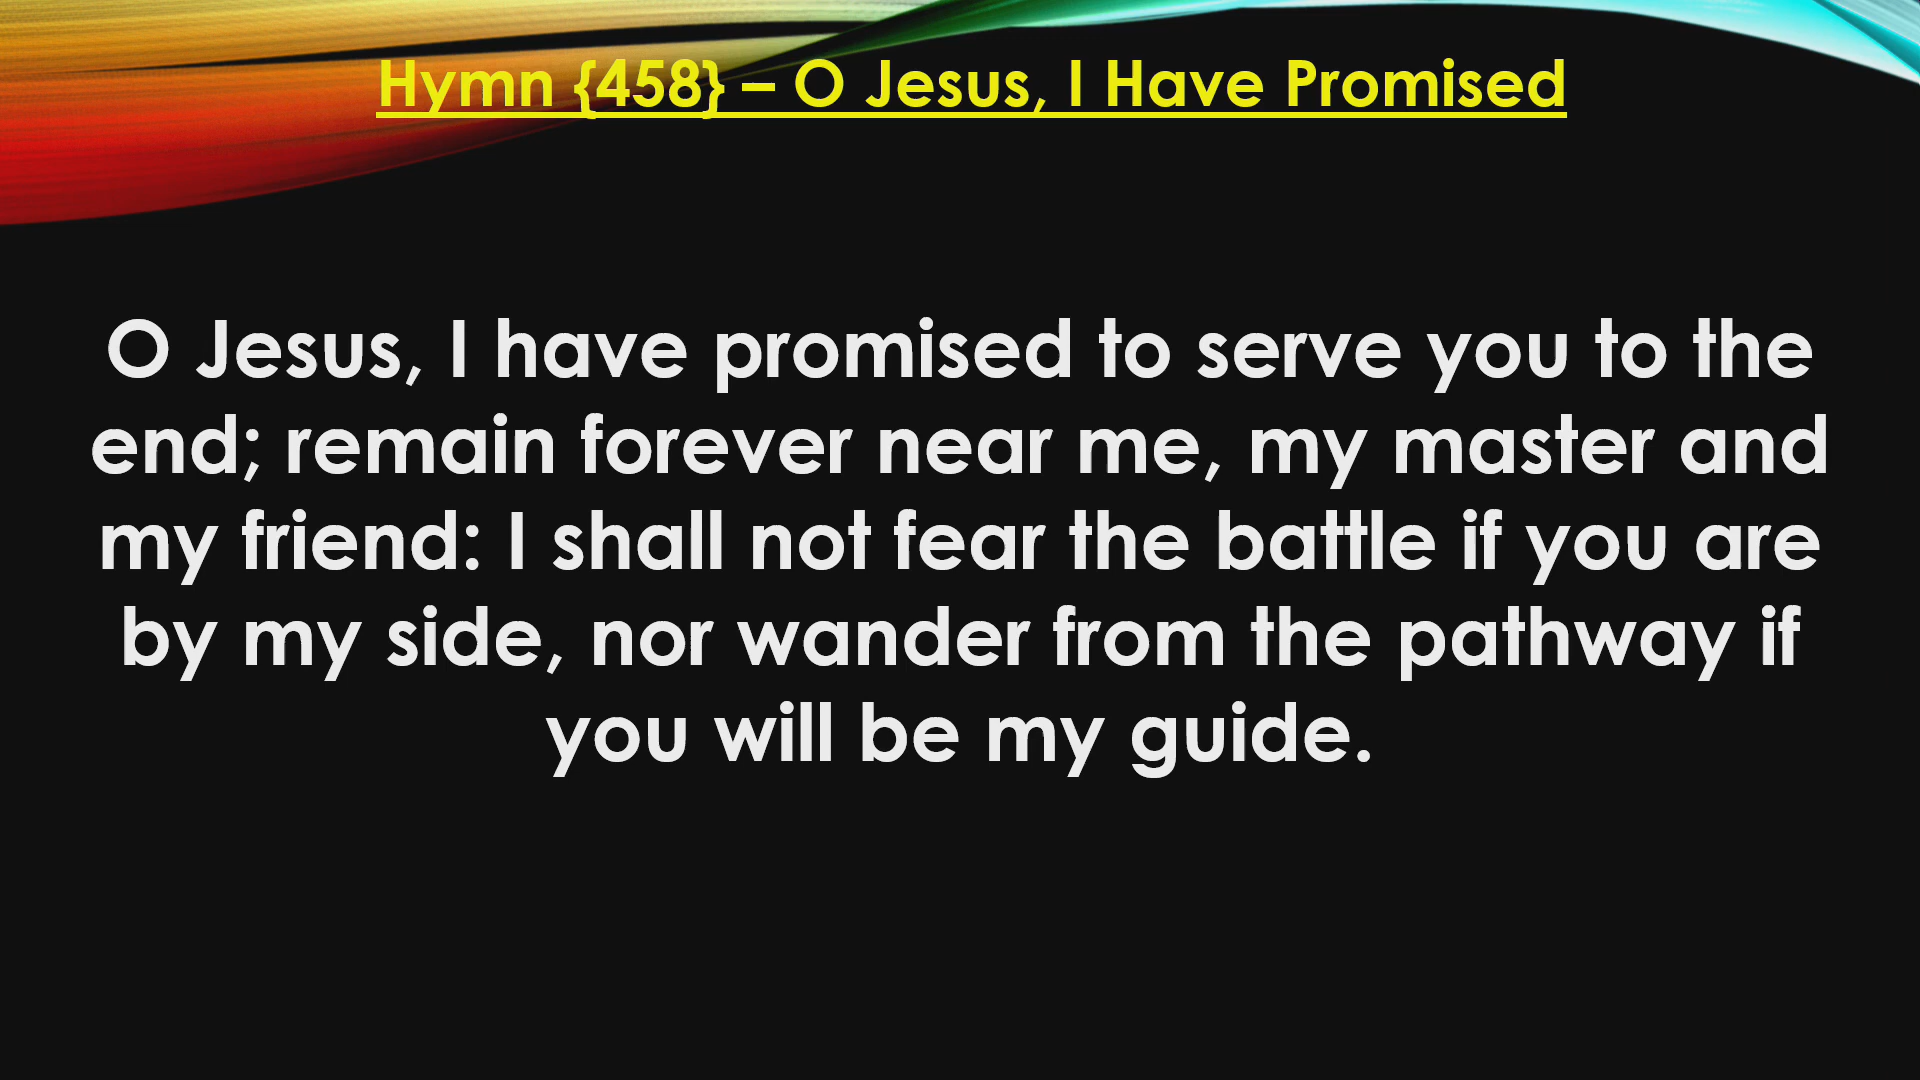 Hymn {458} – O Jesus, I Have Promised
O Jesus, I have promised to serve you to the
end; remain forever near me, my master and
my friend: I shall not fear the battle if you are
by my side, nor wander from the pathway if
you will be my guide.